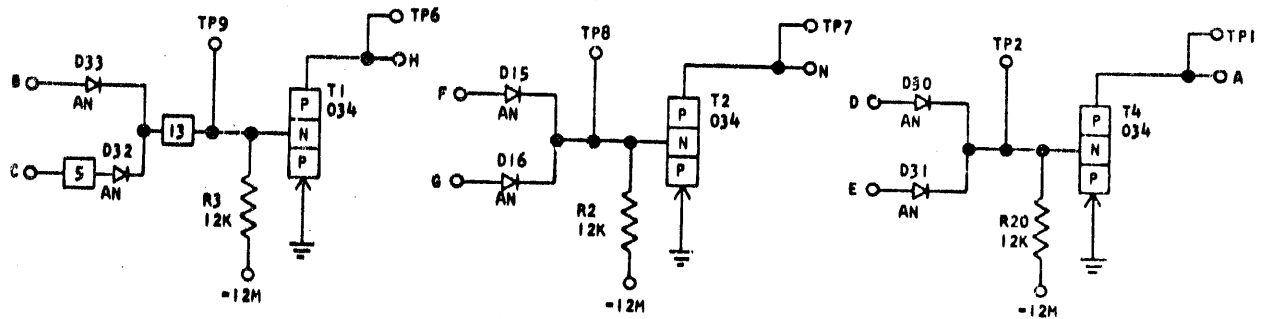 TP9
TP6
H
D33
B
AN
13
T1
034
P
N
P
D32
C
5
AN
R3
12K
-12M
TP8
TP7
N
D15
F
AN
T2
034
P
N
P
D16
G
AN
R2
12K
-12M
TP2
TP1
A
D30
D
AN
T4
034
P
N
P
D31
E
AN
R20
12K
-12M